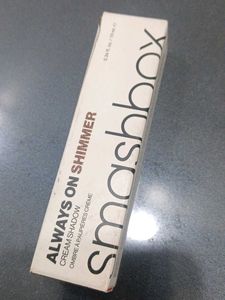 ALWAYS ON SHIMMER
CREAM SHADOW
OMBRE À PAUPIÈRES CRÈME
smashbox